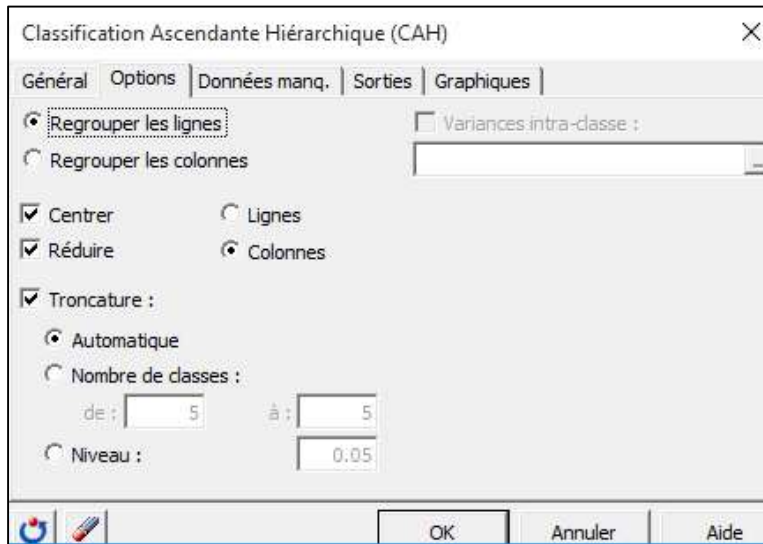 Classification Ascendante Hiérarchique (CAH)
Général Options Données manq. Sorties Graphiques
Regrouper les lignes Variances intra-classe :
Regrouper les colonnes ...
Centrer Lignes
Réduire Colonnes
Troncature :
Automatique
Nombre de classes :
de : 5 à : 5
Niveau : 0.05
OK Annuler Aide